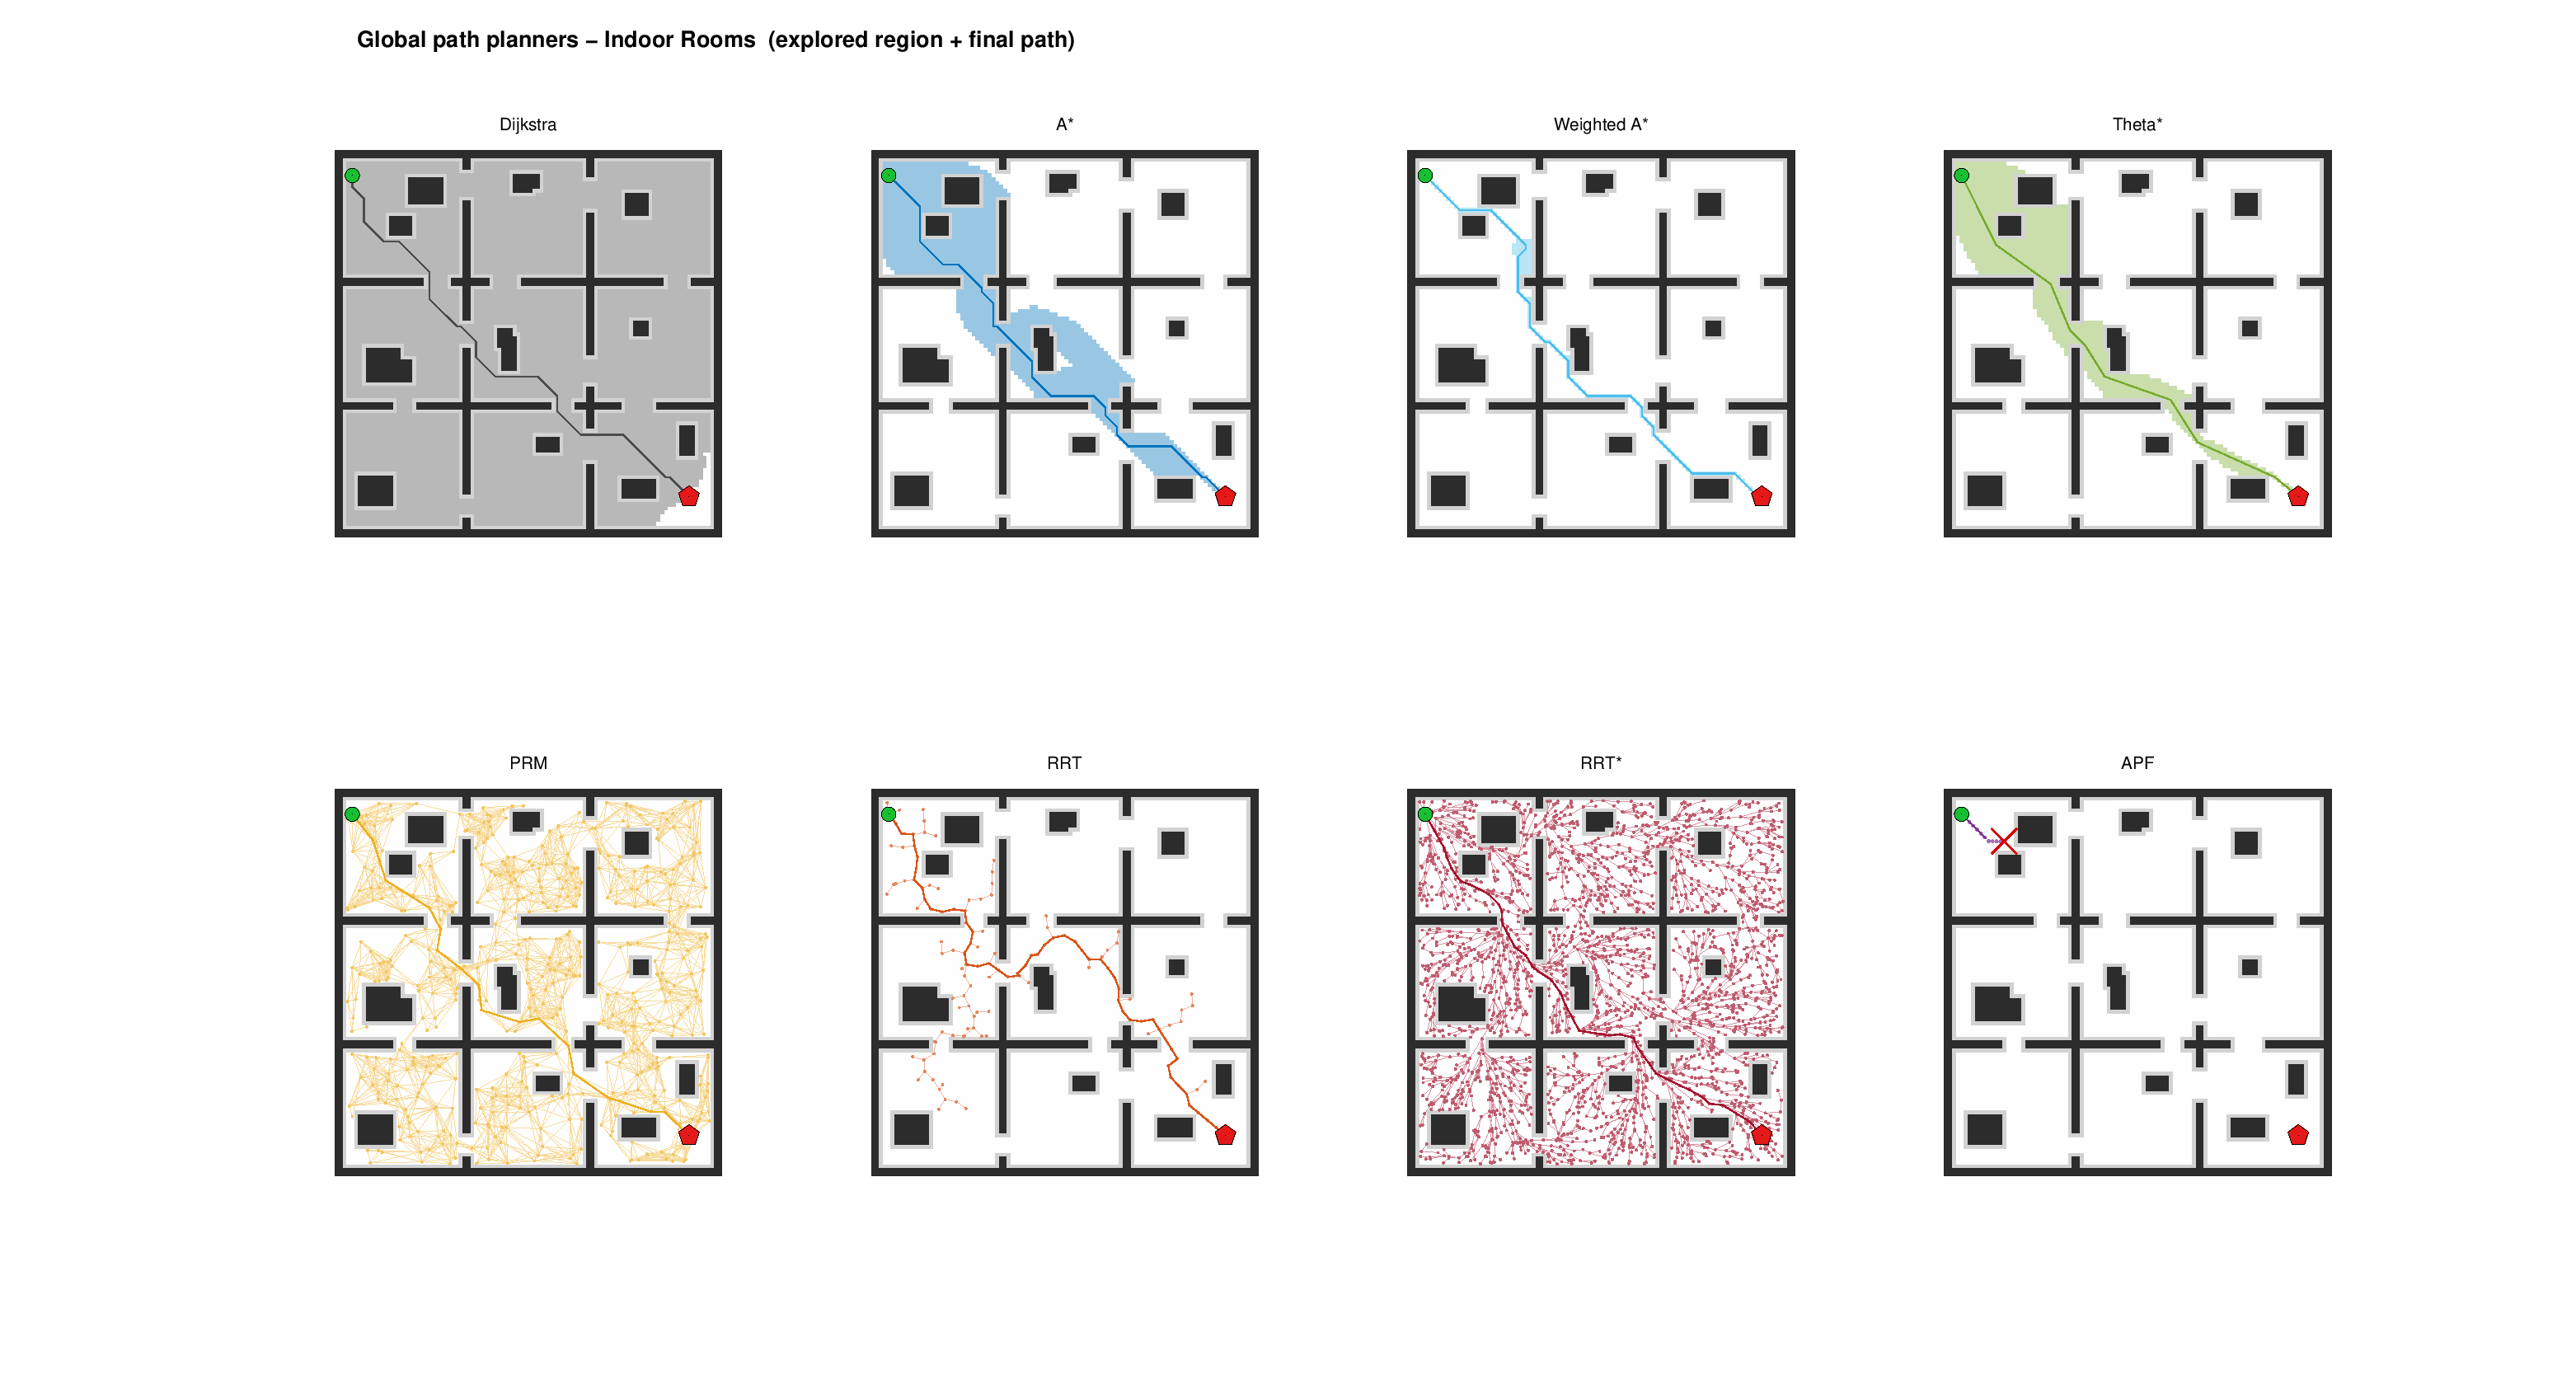 Global path planners – Indoor Rooms  (explored region + final path)
Dijkstra
A*
Weighted A*
Theta*
PRM
RRT
RRT*
APF